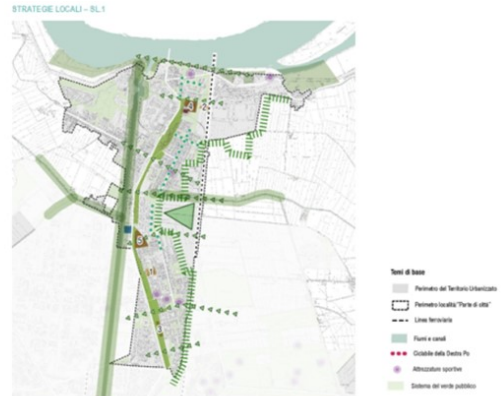 STRATEGIE LOCALI – SL.1
Temi di base
Perimetro del Territorio Urbanizzato
Perimetro località/"Parte di città"
Linea ferroviaria
Fiumi e canali
Ciclabile della Destra Po
Attrezzature sportive
Sistema del verde pubblico